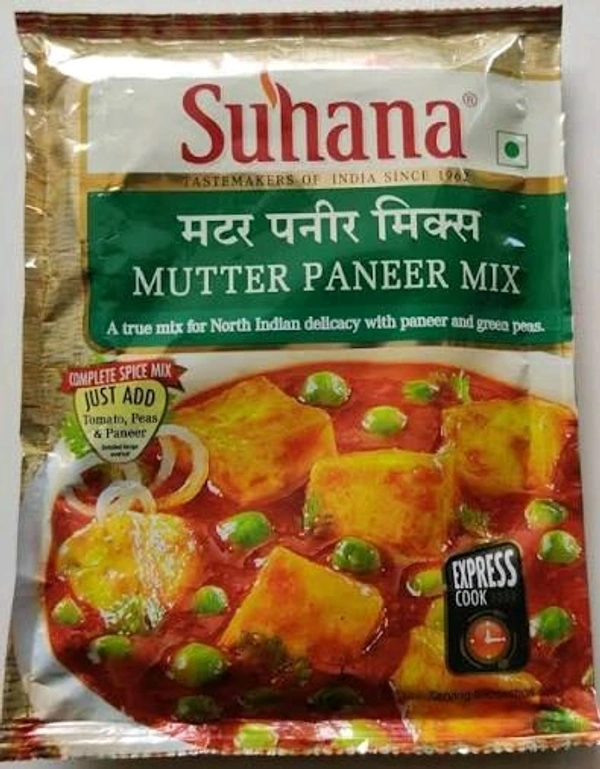 Suhana®
TASTEMAKERS OF INDIA SINCE 1962
मटर पनीर मिक्स
MUTTER PANEER MIX
A true mix for North Indian delicacy with paneer and green peas.
COMPLETE SPICE MIX
JUST ADD
Tomato, Peas
& Paneer
EXPRESS
COOK